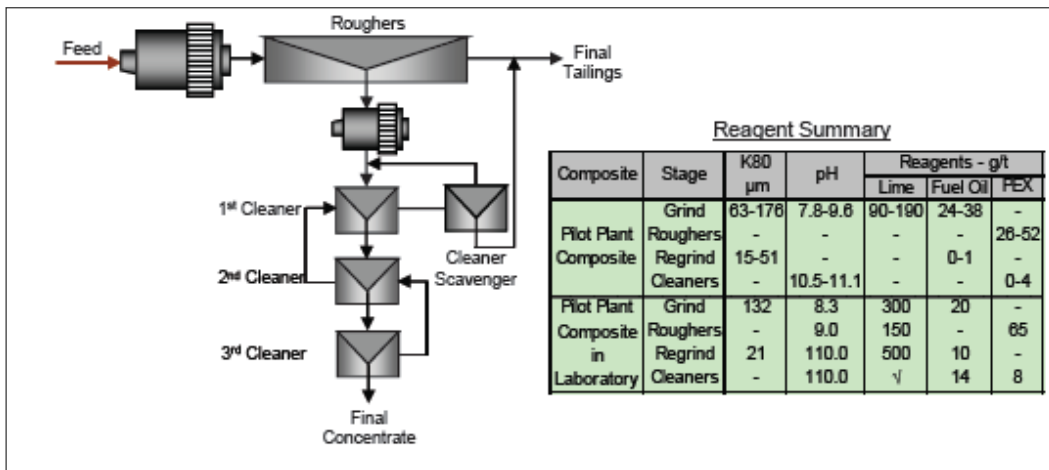 Roughers
Feed
Final
Tailings
1st Cleaner
Cleaner
Scavenger
2nd Cleaner
3rd Cleaner
Final
Concentrate
Reagent Summary
Composite Stage K80 µm pH Reagents - g/t
Lime Fuel Oil PEX
Grind 63-176 7.8-9.6 90-190 24-38 -
Pilot Plant Roughers - - - - 26-52
Composite Regrind 15-51 - - 0-1 -
Cleaners - 10.5-11.1 - - 0-4
Pilot Plant Grind 132 8.3 300 20 -
Composite Roughers - 9.0 150 - 65
in Regrind 21 110.0 500 10 -
Laboratory Cleaners - 110.0 √ 14 8